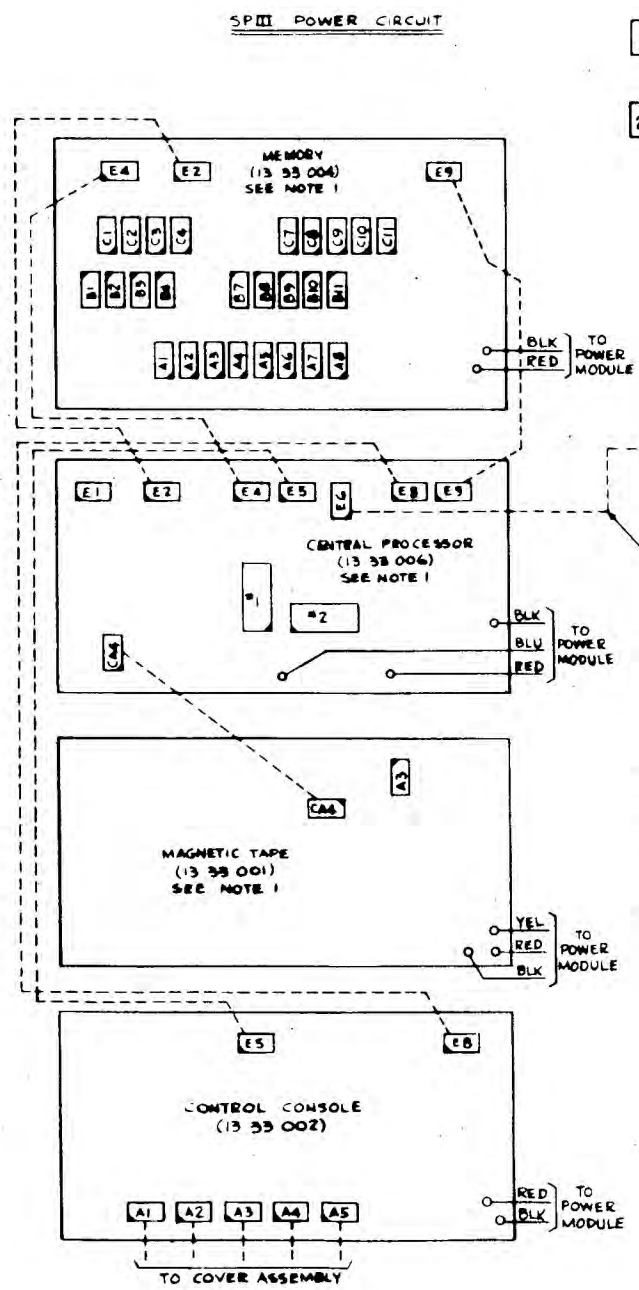 SPIII POWER CIRCUIT
MEMORY
(13 33 004)
SEE NOTE 1
E4 E2 E9
C1 C2 C3 C4 C7 C8 C9 C10 C11
B1 B2 B3 B4 B7 B8 B9 B10 B11
A1 A2 A3 A4 A5 A6 A7 A8
BLK
RED
TO
POWER
MODULE
E1 E2 E4 E5 E6 E8 E9
CENTRAL PROCESSOR
(13 33 006)
SEE NOTE 1
#1 #2
CA4
BLK
BLU
RED
TO
POWER
MODULE
A3
CA4
MAGNETIC TAPE
(13 33 001)
SEE NOTE 1
YEL
RED
BLK
TO
POWER
MODULE
E5 E8
CONTROL CONSOLE
(13 33 002)
A1 A2 A3 A4 A5
RED
BLK
TO
POWER
MODULE
TO COVER ASSEMBLY